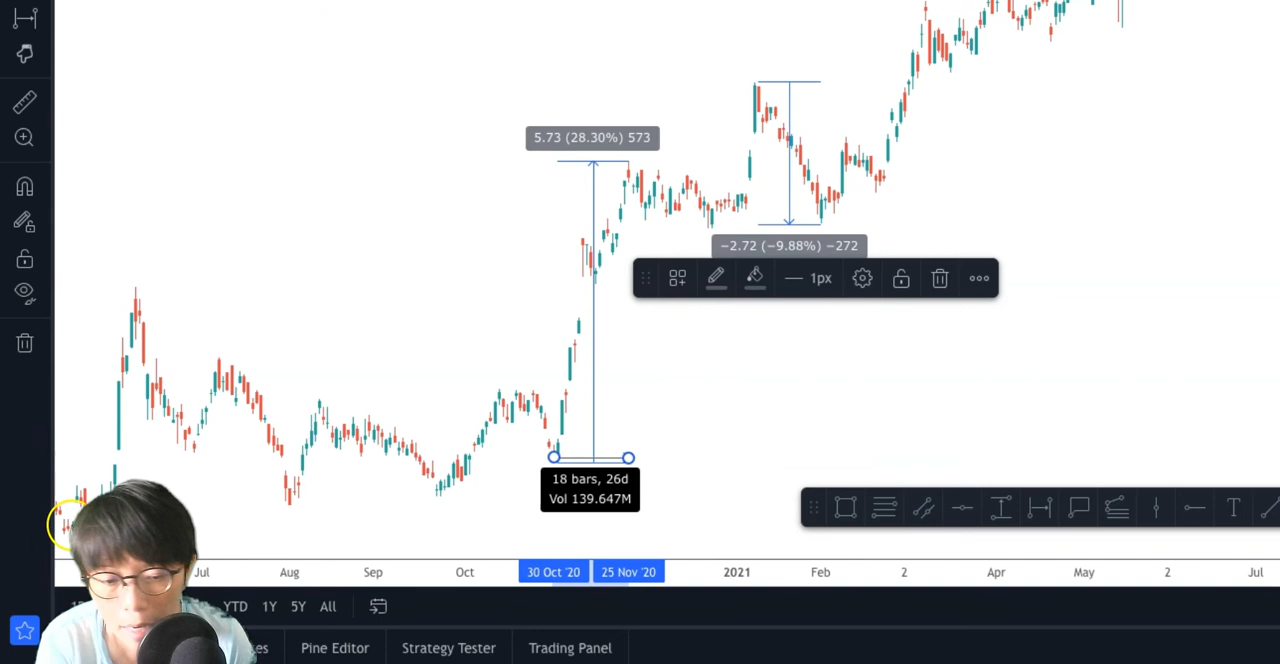 5.73 (28.30%) 573
−2.72 (−9.88%) −272
1px
18 bars, 26d
Vol 139.647M
T
Jul
Aug
Sep
Oct
30 Oct '20
25 Nov '20
2021
Feb
2
Apr
May
2
Jul
YTD
1Y
5Y
All
Pine Editor
Strategy Tester
Trading Panel